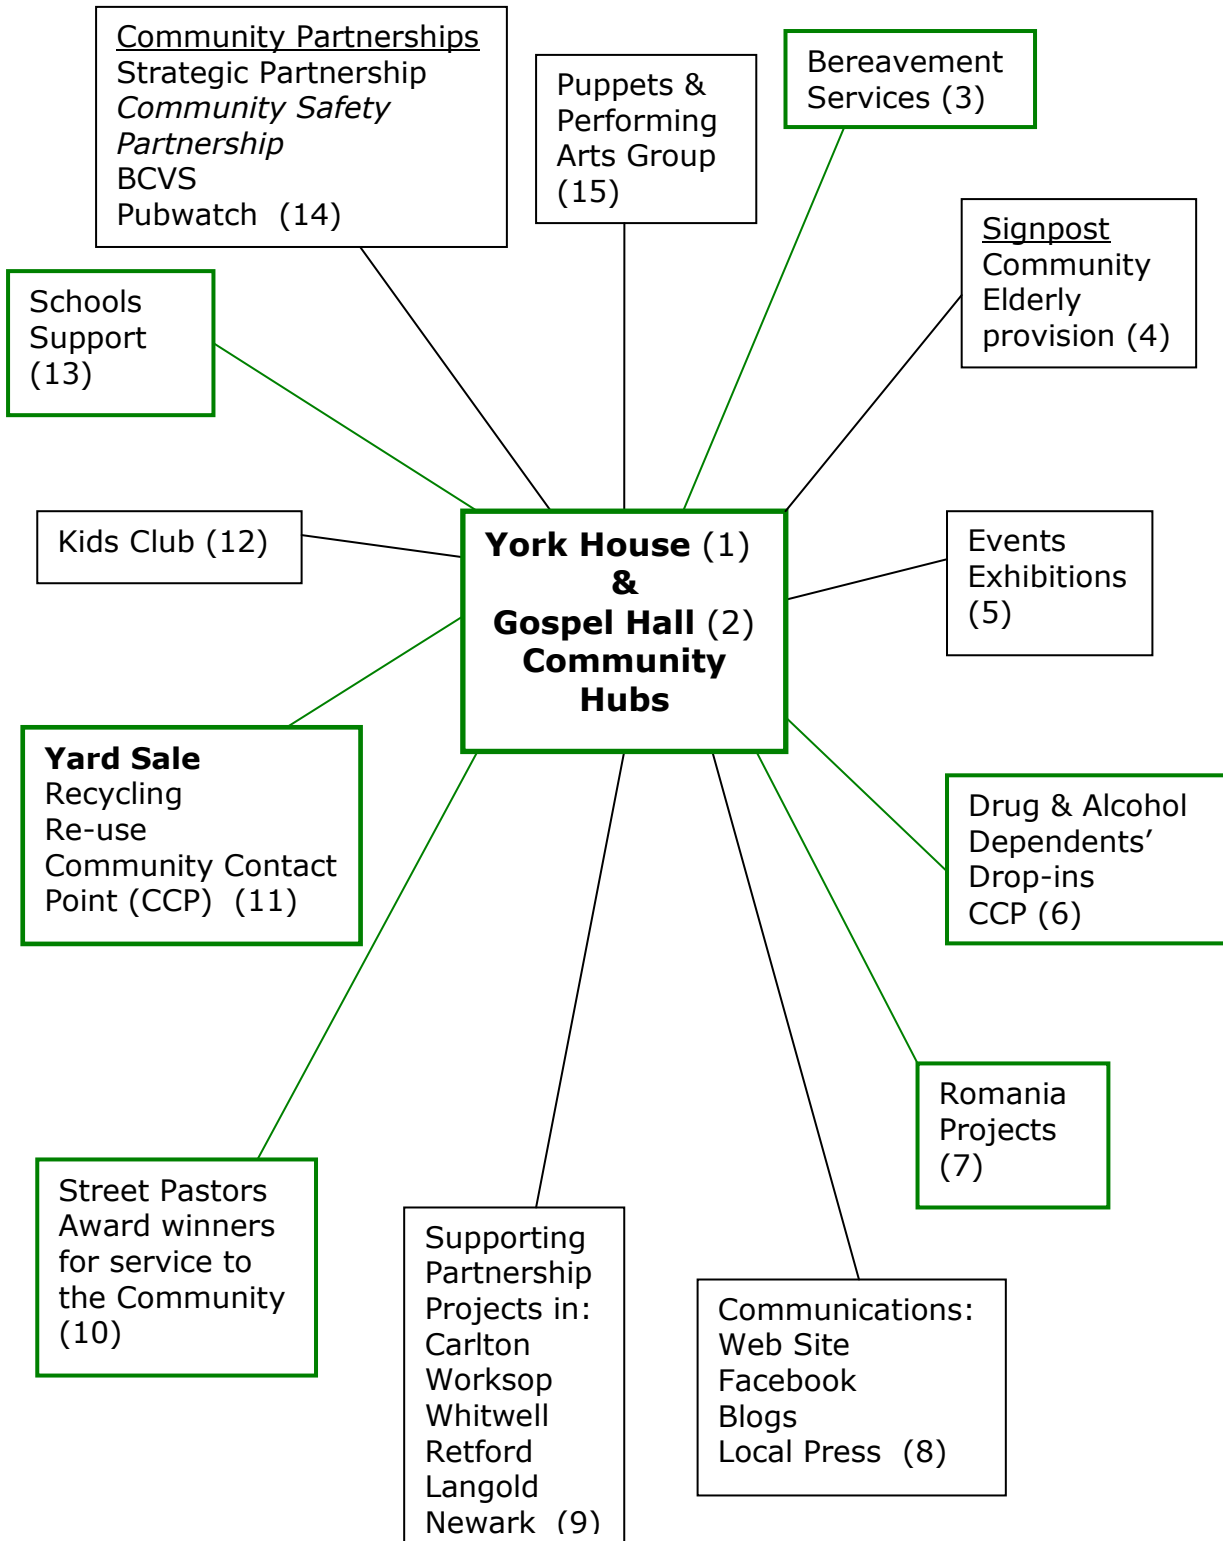 Community Partnerships
Strategic Partnership
Community Safety
Partnership
BCVS
Pubwatch (14)
Puppets &
Performing
Arts Group
(15)
Bereavement
Services (3)
Signpost
Community
Elderly
provision (4)
Schools
Support
(13)
Kids Club (12)
York House (1)
&
Gospel Hall (2)
Community
Hubs
Events
Exhibitions
(5)
Yard Sale
Recycling
Re-use
Community Contact
Point (CCP) (11)
Drug & Alcohol
Dependents’
Drop-ins
CCP (6)
Romania
Projects
(7)
Street Pastors
Award winners
for service to
the Community
(10)
Supporting
Partnership
Projects in:
Carlton
Worksop
Whitwell
Retford
Langold
Newark (9)
Communications:
Web Site
Facebook
Blogs
Local Press (8)